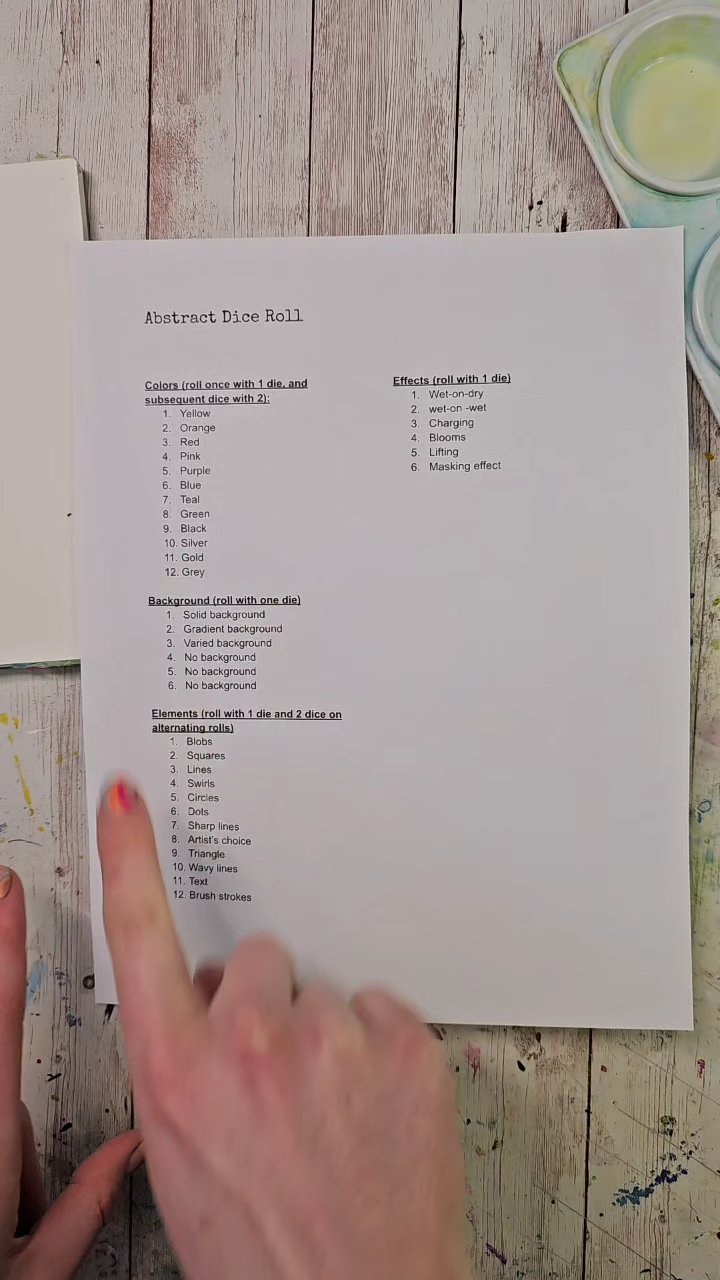 Abstract Dice Roll
Colors (roll once with 1 die, and
subsequent dice with 2):
1. Yellow
2. Orange
3. Red
4. Pink
5. Purple
6. Blue
7. Teal
8. Green
9. Black
10. Silver
11. Gold
12. Grey
Background (roll with one die)
1. Solid background
2. Gradient background
3. Varied background
4. No background
5. No background
6. No background
Elements (roll with 1 die and 2 dice on
alternating rolls)
1. Blobs
2. Squares
3. Lines
4. Swirls
5. Circles
6. Dots
7. Sharp lines
8. Artist's choice
9. Triangle
10. Wavy lines
11. Text
12. Brush strokes
Effects (roll with 1 die)
1. Wet-on-dry
2. wet-on -wet
3. Charging
4. Blooms
5. Lifting
6. Masking effect